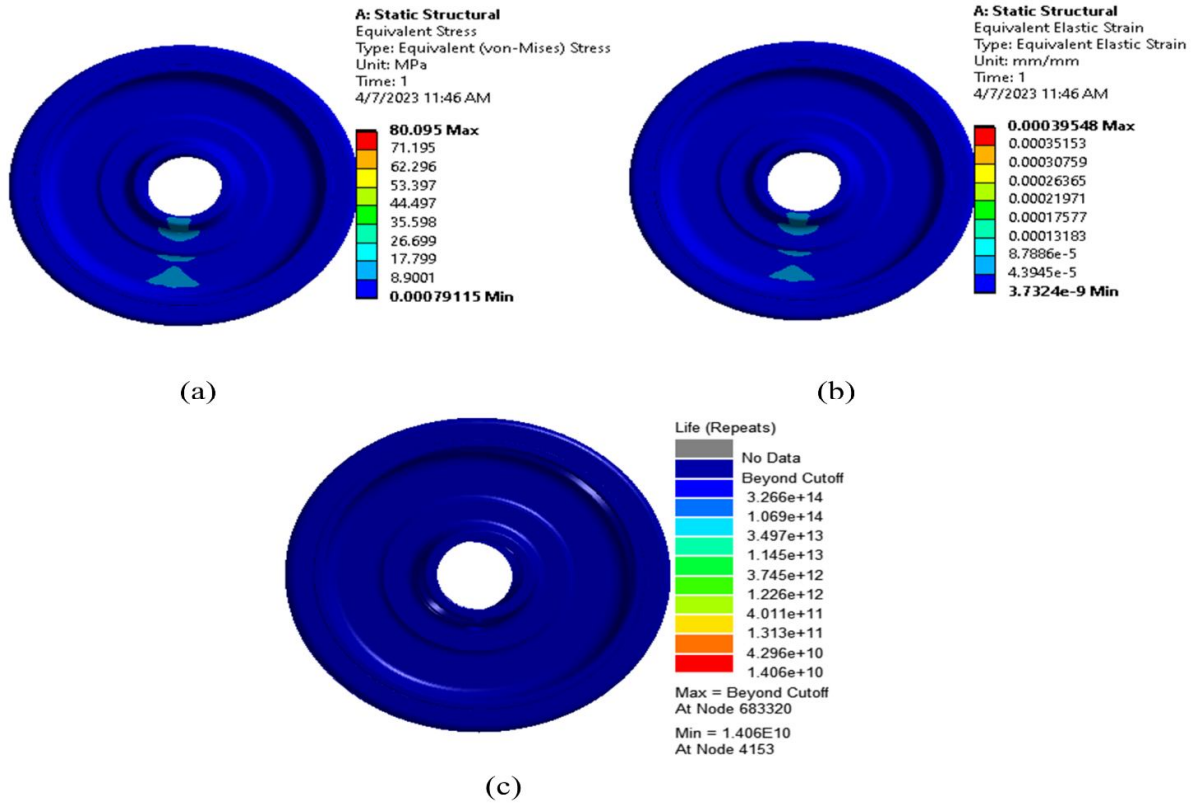 A: Static Structural
Equivalent Stress
Type: Equivalent (von-Mises) Stress
Unit: MPa
Time: 1
4/7/2023 11:46 AM
80.095 Max
71.195
62.296
53.397
44.497
35.598
26.699
17.799
8.9001
0.00079115 Min
(a)
A: Static Structural
Equivalent Elastic Strain
Type: Equivalent Elastic Strain
Unit: mm/mm
Time: 1
4/7/2023 11:46 AM
0.00039548 Max
0.00035153
0.00030759
0.00026365
0.00021971
0.00017577
0.00013183
8.7886e-5
4.3945e-5
3.7324e-9 Min
(b)
Life (Repeats)
No Data
Beyond Cutoff
3.266e+14
1.069e+14
3.497e+13
1.145e+13
3.745e+12
1.226e+12
4.011e+11
1.313e+11
4.296e+10
1.406e+10
Max = Beyond Cutoff
At Node 683320
Min = 1.406E10
At Node 4153
(c)